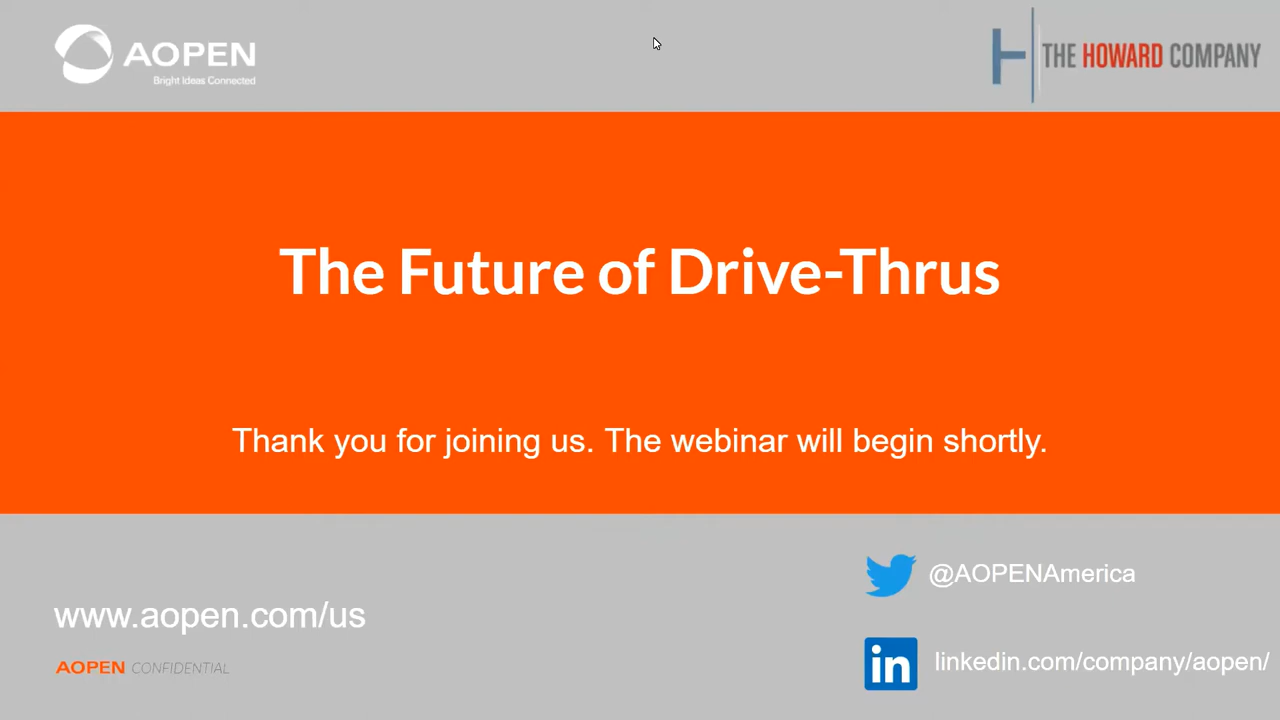 AOPEN
Bright Ideas Connected
THE HOWARD COMPANY
The Future of Drive-Thrus
Thank you for joining us. The webinar will begin shortly.
@AOPENAmerica
www.aopen.com/us
AOPEN CONFIDENTIAL
in linkedin.com/company/aopen/